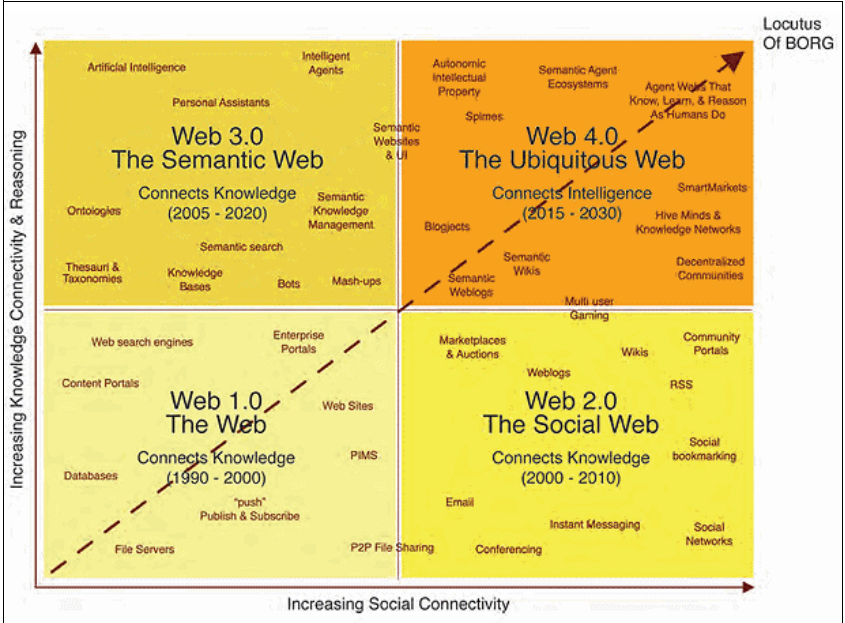 Locutus
Of BORG
Increasing Knowledge Connectivity & Reasoning
Artificial Intelligence
Intelligent
Agents
Personal Assistants
Semantic
Websites
& UI
Web 3.0
The Semantic Web
Connects Knowledge
(2005 - 2020)
Ontologies
Semantic
Knowledge
Management
Semantic search
Thesauri &
Taxonomies
Knowledge
Bases
Bots
Mash-ups
Autonomic
Intellectual
Property
Semantic Agent
Ecosystems
Agent Webs That
Know, Learn, & Reason
As Humans Do
Spimes
Web 4.0
The Ubiquitous Web
Connects Intelligence
(2015 - 2030)
SmartMarkets
Blogjects
Hive Minds &
Knowledge Networks
Semantic
Wikis
Semantic
Weblogs
Decentralized
Communities
Multi user
Gaming
Web search engines
Enterprise
Portals
Content Portals
Web 1.0
The Web
Connects Knowledge
(1990 - 2000)
Web Sites
PIMS
Databases
"push"
Publish & Subscribe
File Servers
P2P File Sharing
Marketplaces
& Auctions
Wikis
Community
Portals
Weblogs
RSS
Web 2.0
The Social Web
Connects Knowledge
(2000 - 2010)
Social
bookmarking
Email
Instant Messaging
Social
Networks
Conferencing
Increasing Social Connectivity